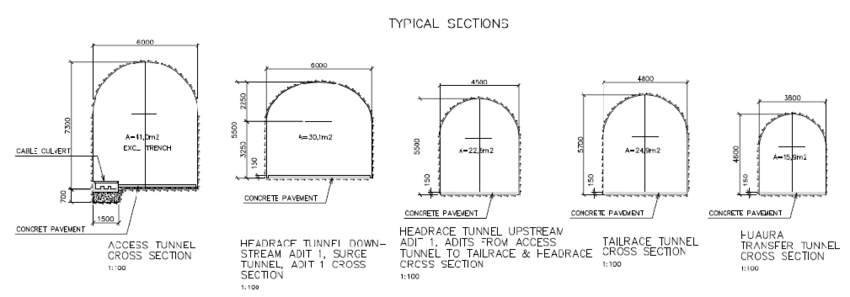 TYPICAL SECTIONS
6000
7300
A=41,0m2
EXCL. TRENCH
CABLE CULVERT
700
1500
CONCRET PAVEMENT
ACCESS TUNNEL
CROSS SECTION
1:100
6000
2250
5500
3250
150
A=30,1m2
CONCRETE PAVEMENT
HEADRACE TUNNEL DOWN-
STREAM ADIT 1, SURGE
TUNNEL, ADIT 1 CROSS
SECTION
1:100
4500
5500
150
A=22,6m2
CONCRETE PAVEMENT
HEADRACE TUNNEL UPSTREAM
ADIT 1, ADITS FROM ACCESS
TUNNEL TO TAILRACE & HEADRACE
CROSS SECTION
1:100
4800
5700
150
A=24,9m2
CONCRETE PAVEMENT
TAILRACE TUNNEL
CROSS SECTION
1:100
3800
4600
150
A=15,9m2
CONCRETE PAVEMENT
HUAURA
TRANSFER TUNNEL
CROSS SECTION
1:100